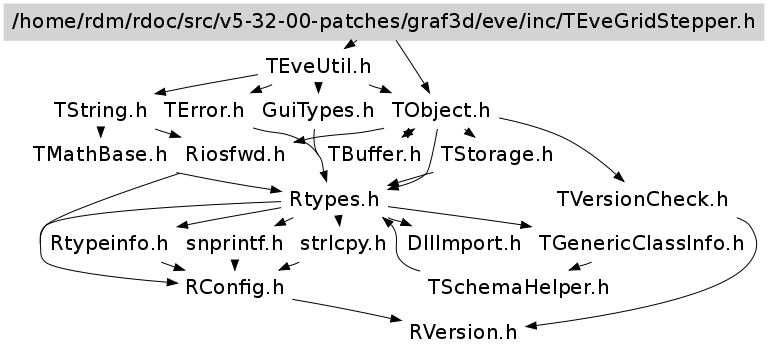 /home/rdm/rdoc/src/v5-32-00-patches/graf3d/eve/inc/TEveGridStepper.h
TEveUtil.h
TString.h TError.h GuiTypes.h TObject.h
TMathBase.h Riosfwd.h TBuffer.h TStorage.h
Rtypes.h TVersionCheck.h
Rtypeinfo.h snprintf.h strlcpy.h DllImport.h TGenericClassInfo.h
RConfig.h TSchemaHelper.h
RVersion.h